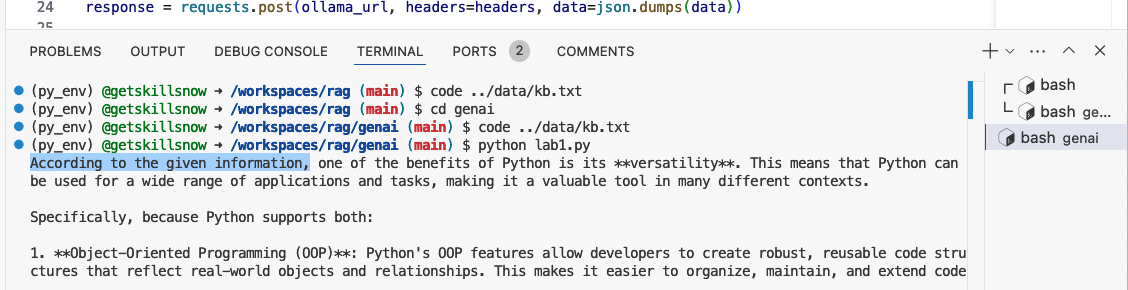 24 response = requests.post(ollama_url, headers=headers, data=json.dumps(data))
25
PROBLEMS OUTPUT DEBUG CONSOLE TERMINAL PORTS 2 COMMENTS
(py_env) @getskillsnow → /workspaces/rag (main) $ code ../data/kb.txt
(py_env) @getskillsnow → /workspaces/rag (main) $ cd genai
(py_env) @getskillsnow → /workspaces/rag/genai (main) $ code ../data/kb.txt
(py_env) @getskillsnow → /workspaces/rag/genai (main) $ python lab1.py
According to the given information, one of the benefits of Python is its **versatility**. This means that Python can
be used for a wide range of applications and tasks, making it a valuable tool in many different contexts.
Specifically, because Python supports both:
1. **Object-Oriented Programming (OOP)**: Python's OOP features allow developers to create robust, reusable code stru
ctures that reflect real-world objects and relationships. This makes it easier to organize, maintain, and extend code
bash
bash ge...
bash genai